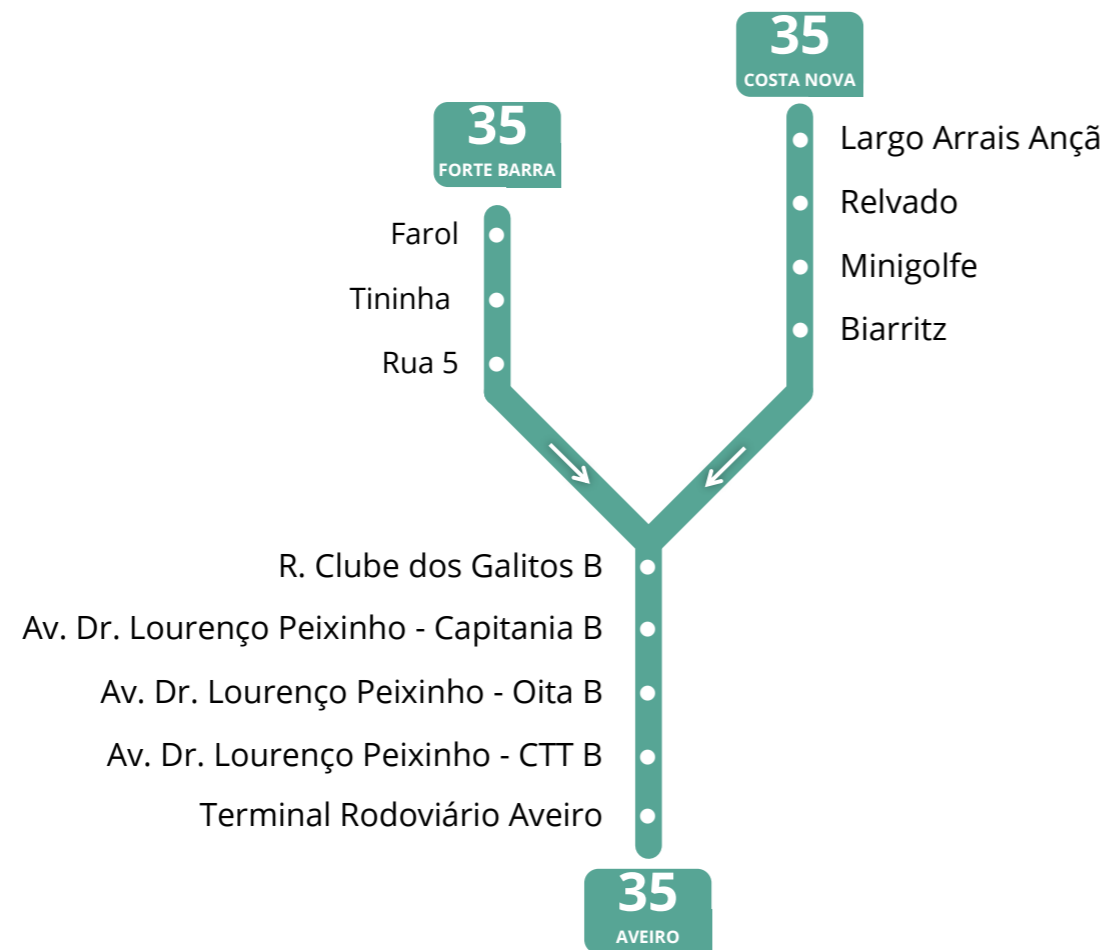 35
COSTA NOVA
Largo Arrais Ançã
Relvado
Minigolfe
Biarritz
35
FORTE BARRA
Farol
Tininha
Rua 5
R. Clube dos Galitos B
Av. Dr. Lourenço Peixinho - Capitania B
Av. Dr. Lourenço Peixinho - Oita B
Av. Dr. Lourenço Peixinho - CTT B
Terminal Rodoviário Aveiro
35
AVEIRO